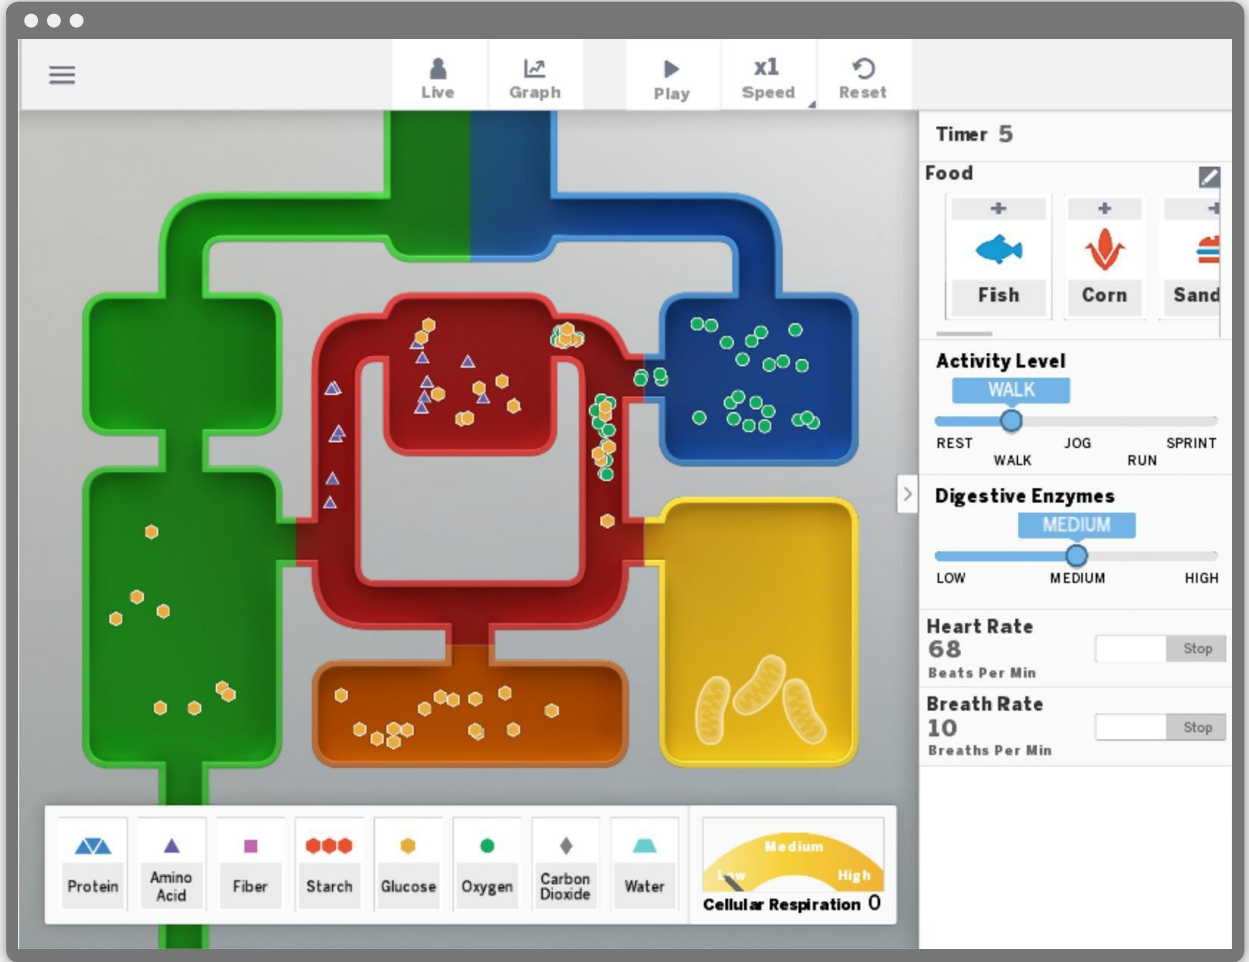 Live
Graph
Play
x1
Speed
Reset
Timer 5
Food
+
+
Fish
Corn
Sand
Activity Level
WALK
REST
JOG
SPRINT
WALK
RUN
Digestive Enzymes
MEDIUM
LOW
MEDIUM
HIGH
Heart Rate
68
Stop
Beats Per Min
Breath Rate
10
Stop
Breaths Per Min
Protein
Amino
Acid
Fiber
Starch
Glucose
Oxygen
Carbon
Dioxide
Water
Medium
Low
High
Cellular Respiration 0